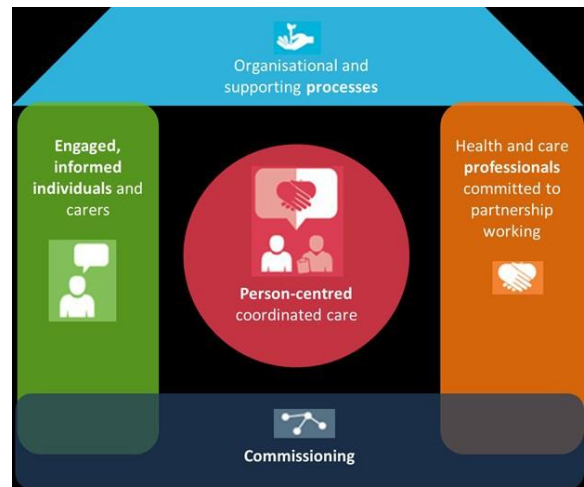 Organisational and
supporting processes
Engaged,
informed
individuals and
carers
Health and care
professionals
committed to
partnership
working
Person-centred
coordinated care
Commissioning